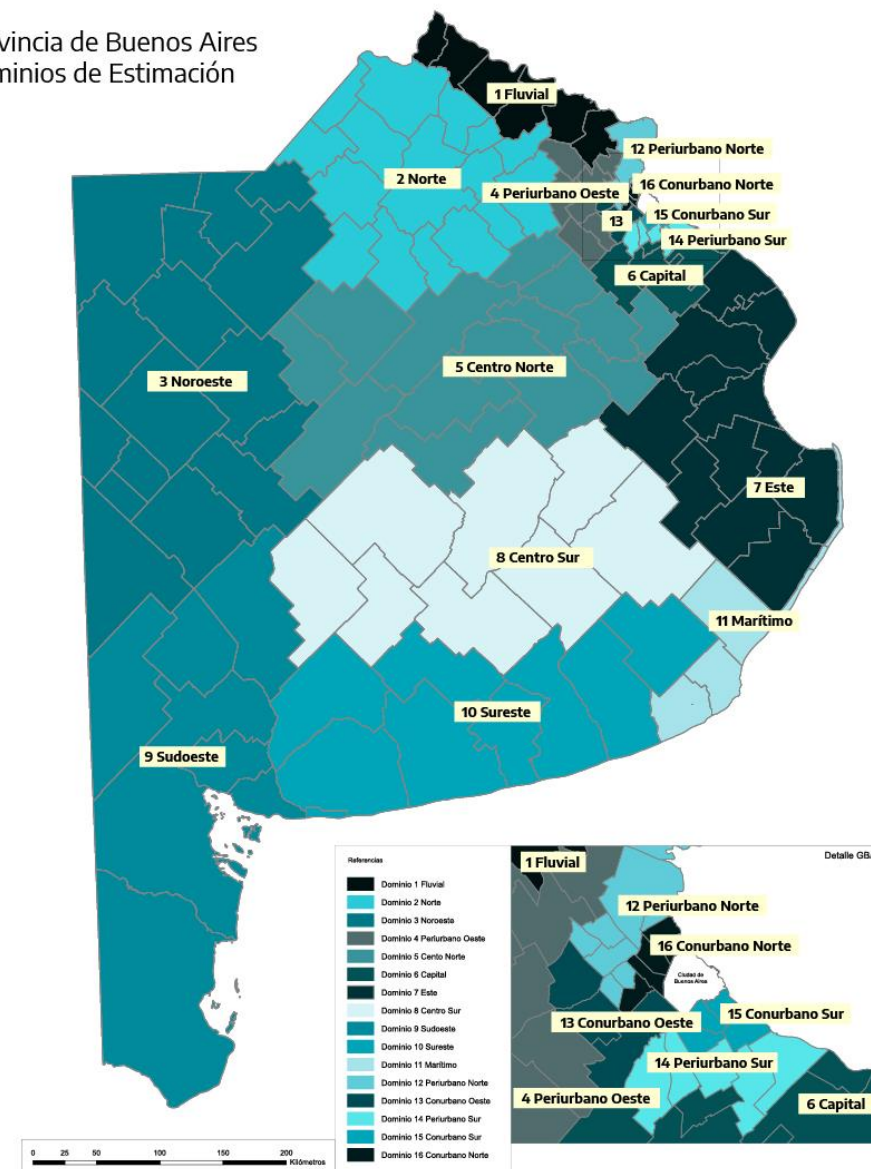 vincia de Buenos Aires
minios de Estimación
1 Fluvial
12 Periurbano Norte
2 Norte
4 Periurbano Oeste
16 Conurbano Norte
13
15 Conurbano Sur
14 Periurbano Sur
6 Capital
5 Centro Norte
3 Noroeste
7 Este
8 Centro Sur
11 Marítimo
10 Sureste
9 Sudoeste
Referencias
Dominio 1 Fluvial
Dominio 2 Norte
Dominio 3 Noroeste
Dominio 4 Periurbano Oeste
Dominio 5 Cento Norte
Dominio 6 Capital
Dominio 7 Este
Dominio 8 Centro Sur
Dominio 9 Sudoeste
Dominio 10 Sureste
Dominio 11 Marítimo
Dominio 12 Periurbano Norte
Dominio 13 Conurbano Oeste
Dominio 14 Periurbano Sur
Dominio 15 Conurbano Sur
Dominio 16 Conurbano Norte
0 25 50 100 150 200
Kilómetros
Detalle GBA
1 Fluvial
12 Periurbano Norte
16 Conurbano Norte
Ciudad de
Buenos Aires
15 Conurbano Sur
13 Conurbano Oeste
14 Periurbano Sur
4 Periurbano Oeste
6 Capital